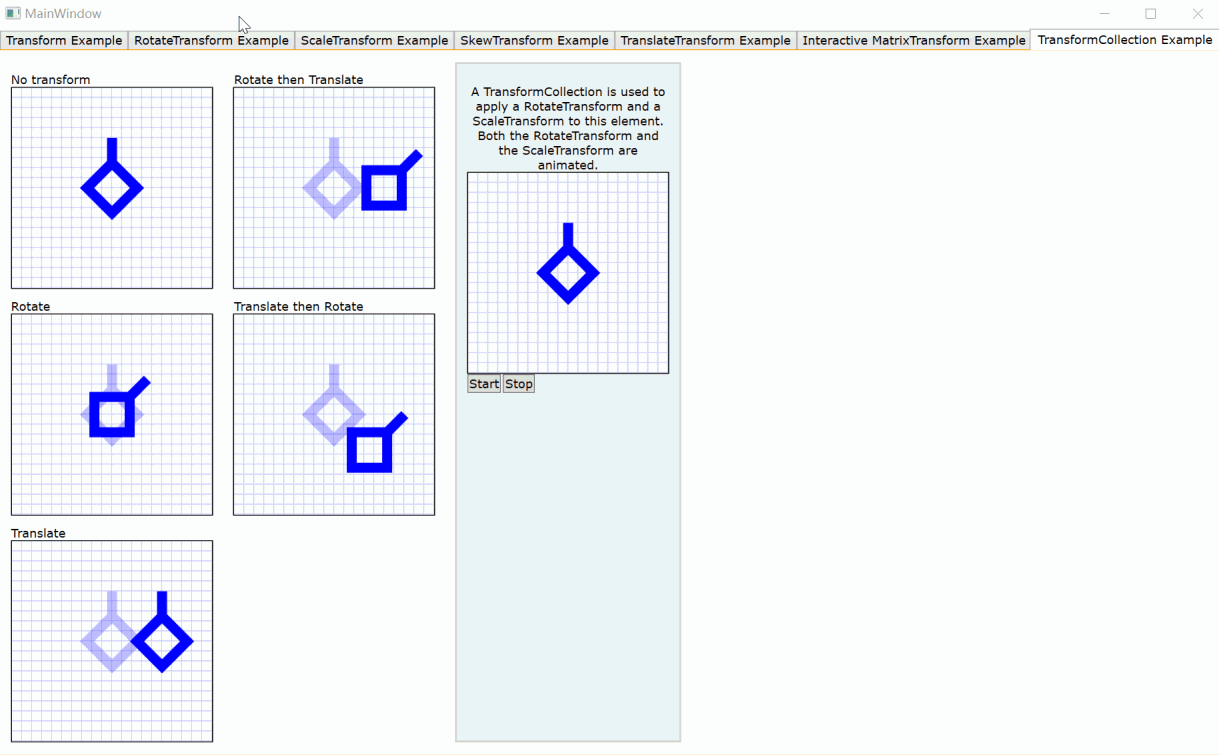 MainWindow
Transform Example RotateTransform Example ScaleTransform Example SkewTransform Example TranslateTransform Example Interactive MatrixTransform Example TransformCollection Example
No transform
Rotate then Translate
Rotate
Translate then Rotate
Translate
A TransformCollection is used to
apply a RotateTransform and a
ScaleTransform to this element.
Both the RotateTransform and
the ScaleTransform are
animated.
Start Stop